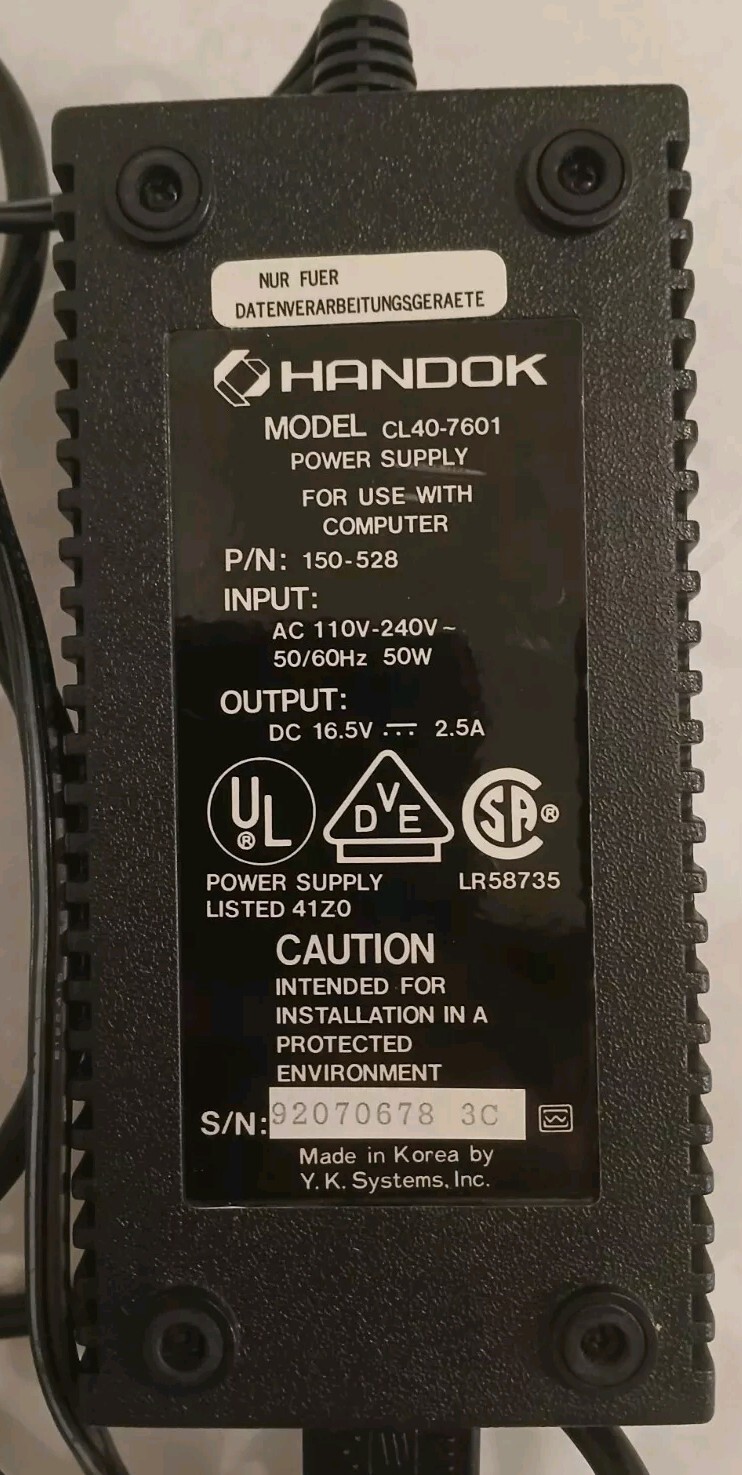 NUR FUER
DATENVERARBEITUNGSGERAETE
HANDOK
MODEL CL40-7601
POWER SUPPLY
FOR USE WITH
COMPUTER
P/N: 150-528
INPUT:
AC 110V-240V~
50/60Hz 50W
OUTPUT:
DC 16.5V ⎓ 2.5A
UL® DVE SA®
POWER SUPPLY LR58735
LISTED 41Z0
CAUTION
INTENDED FOR
INSTALLATION IN A
PROTECTED
ENVIRONMENT
S/N: 92070678 3C
Made in Korea by
Y. K. Systems, Inc.